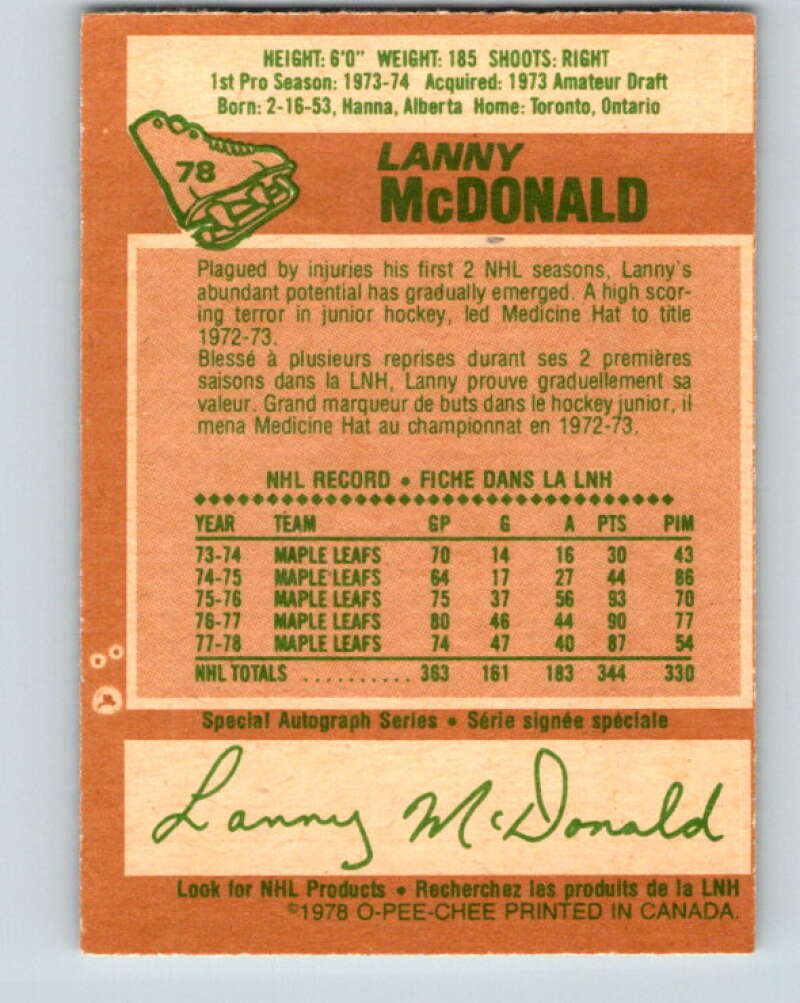 HEIGHT: 6'0" WEIGHT: 185 SHOOTS: RIGHT
1st Pro Season: 1973-74 Acquired: 1973 Amateur Draft
Born: 2-16-53, Hanna, Alberta Home: Toronto, Ontario
78
LANNY
McDONALD
Plagued by injuries his first 2 NHL seasons, Lanny's
abundant potential has gradually emerged. A high scor-
ing terror in junior hockey, led Medicine Hat to title
1972-73.
Blessé à plusieurs reprises durant ses 2 premières
saisons dans la LNH, Lanny prouve graduellement sa
valeur. Grand marqueur de buts dans le hockey junior, il
mena Medicine Hat au championnat en 1972-73.
NHL RECORD • FICHE DANS LA LNH
YEAR TEAM GP G A PTS PIM
73-74 MAPLE LEAFS 70 14 16 30 43
74-75 MAPLE LEAFS 64 17 27 44 86
75-76 MAPLE LEAFS 75 37 56 93 70
76-77 MAPLE LEAFS 80 46 44 90 77
77-78 MAPLE LEAFS 74 47 40 87 54
NHL TOTALS .......... 363 161 183 344 330
Special Autograph Series • Série signée spéciale
Lanny McDonald
Look for NHL Products • Recherchez les produits de la LNH
©1978 O-PEE-CHEE PRINTED IN CANADA.